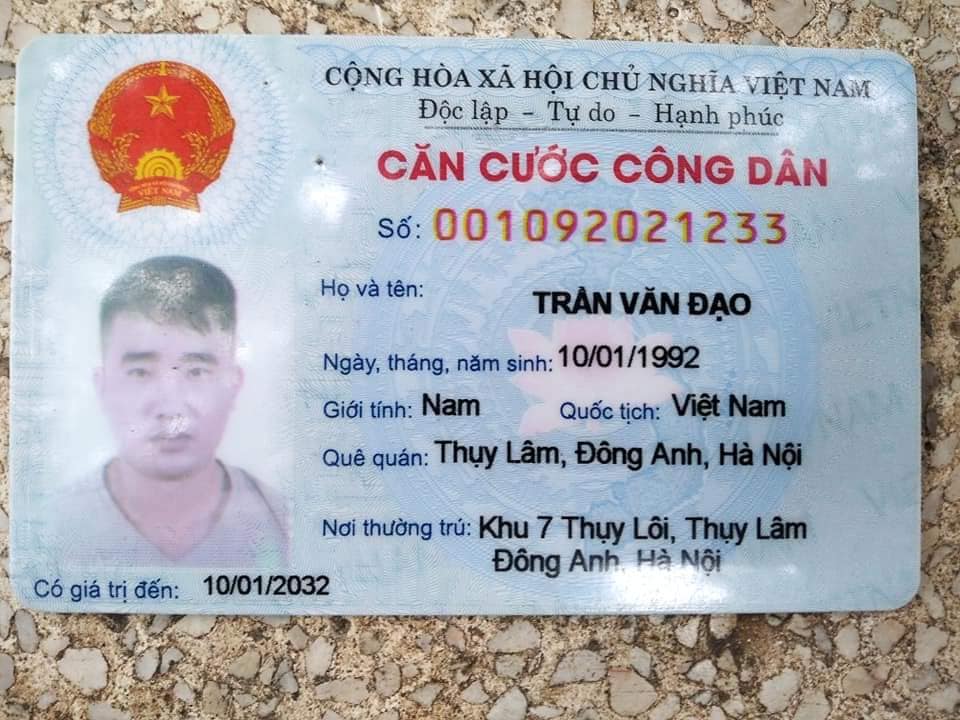 CỘNG HÒA XÃ HỘI CHỦ NGHĨA VIỆT NAM
Độc lập - Tự do - Hạnh phúc
CĂN CƯỚC CÔNG DÂN
Số: 001092021233
Họ và tên: TRẦN VĂN ĐẠO
Ngày, tháng, năm sinh: 10/01/1992
Giới tính: Nam Quốc tịch: Việt Nam
Quê quán: Thụy Lâm, Đông Anh, Hà Nội
Nơi thường trú: Khu 7 Thụy Lôi, Thụy Lâm
Đông Anh, Hà Nội
Có giá trị đến: 10/01/2032
VIỆT NAM